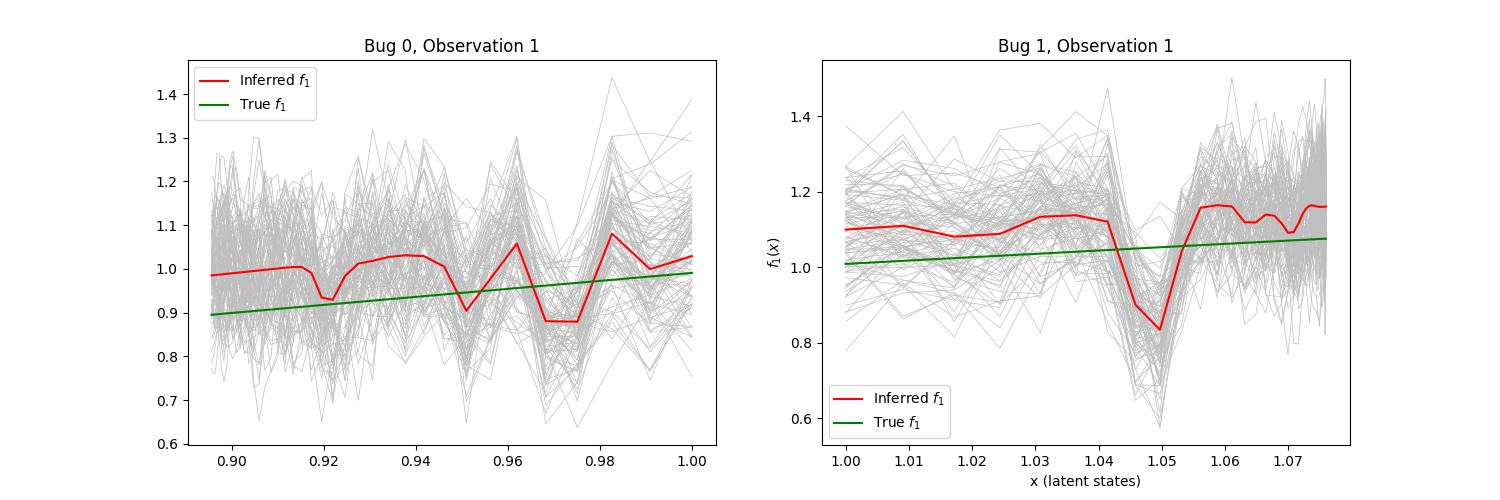 Bug 0, Observation 1
Inferred f₁
True f₁
1.4
1.3
1.2
1.1
1.0
0.9
0.8
0.7
0.6
0.90 0.92 0.94 0.96 0.98 1.00
Bug 1, Observation 1
f₁(x)
1.4
1.2
1.0
0.8
0.6
Inferred f₁
True f₁
1.00 1.01 1.02 1.03 1.04 1.05 1.06 1.07
x (latent states)